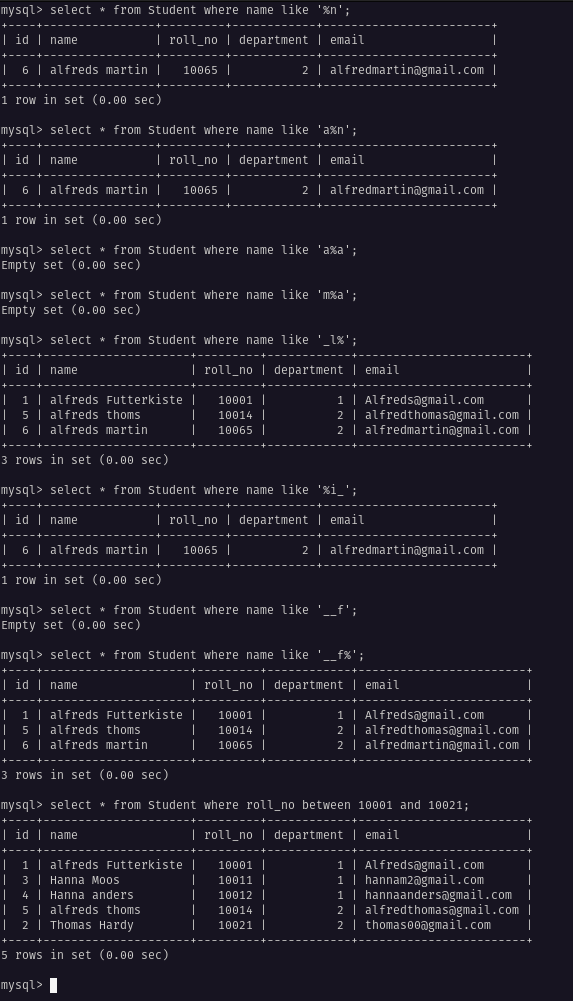 mysql> select * from Student where name like '%n';
+----+----------------+----------+------------+------------------------+
| id | name           | roll_no | department | email                  |
+----+----------------+----------+------------+------------------------+
|  6 | alfreds martin |   10065 |          2 | alfredmartin@gmail.com |
+----+----------------+----------+------------+------------------------+
1 row in set (0.00 sec)

mysql> select * from Student where name like 'a%n';
+----+----------------+---------+------------+------------------------+
| id | name           | roll_no | department | email                  |
+----+----------------+---------+------------+------------------------+
|  6 | alfreds martin |   10065 |          2 | alfredmartin@gmail.com |
+----+----------------+---------+------------+------------------------+
1 row in set (0.00 sec)

mysql> select * from Student where name like 'a%a';
Empty set (0.00 sec)

mysql> select * from Student where name like 'm%a';
Empty set (0.00 sec)

mysql> select * from Student where name like '_l%';
+----+--------------------+---------+------------+------------------------+
| id | name               | roll_no | department | email                  |
+----+--------------------+---------+------------+------------------------+
|  1 | alfreds Futterkiste |   10001 |          1 | Alfreds@gmail.com      |
|  5 | alfreds thoms      |   10014 |          2 | alfredthomas@gmail.com |
|  6 | alfreds martin     |   10065 |          2 | alfredmartin@gmail.com |
+----+--------------------+---------+------------+------------------------+
3 rows in set (0.00 sec)

mysql> select * from Student where name like '%i_';
+----+----------------+---------+------------+------------------------+
| id | name           | roll_no | department | email                  |
+----+----------------+---------+------------+------------------------+
|  6 | alfreds martin |   10065 |          2 | alfredmartin@gmail.com |
+----+----------------+---------+------------+------------------------+
1 row in set (0.00 sec)

mysql> select * from Student where name like '__f';
Empty set (0.00 sec)

mysql> select * from Student where name like '__f%';
+----+---------------------+---------+------------+------------------------+
| id | name                | roll_no | department | email                  |
+----+---------------------+---------+------------+------------------------+
|  1 | alfreds Futterkiste |   10001 |          1 | Alfreds@gmail.com      |
|  5 | alfreds thoms       |   10014 |          2 | alfredthomas@gmail.com |
|  6 | alfreds martin      |   10065 |          2 | alfredmartin@gmail.com |
+----+---------------------+---------+------------+------------------------+
3 rows in set (0.00 sec)

mysql> select * from Student where roll_no between 10001 and 10021;
+----+---------------------+---------+------------+------------------------+
| id | name                | roll_no | department | email                  |
+----+---------------------+---------+------------+------------------------+
|  1 | alfreds Futterkiste |   10001 |          1 | Alfreds@gmail.com      |
|  3 | Hanna Moos          |   10011 |          1 | hannam2@gmail.com      |
|  4 | Hanna anders        |   10012 |          1 | hannaanders@gmail.com  |
|  5 | alfreds thoms       |   10014 |          2 | alfredthomas@gmail.com |
|  2 | Thomas Hardy        |   10021 |          2 | thomas00@gmail.com     |
+----+---------------------+---------+------------+------------------------+
5 rows in set (0.00 sec)

mysql>